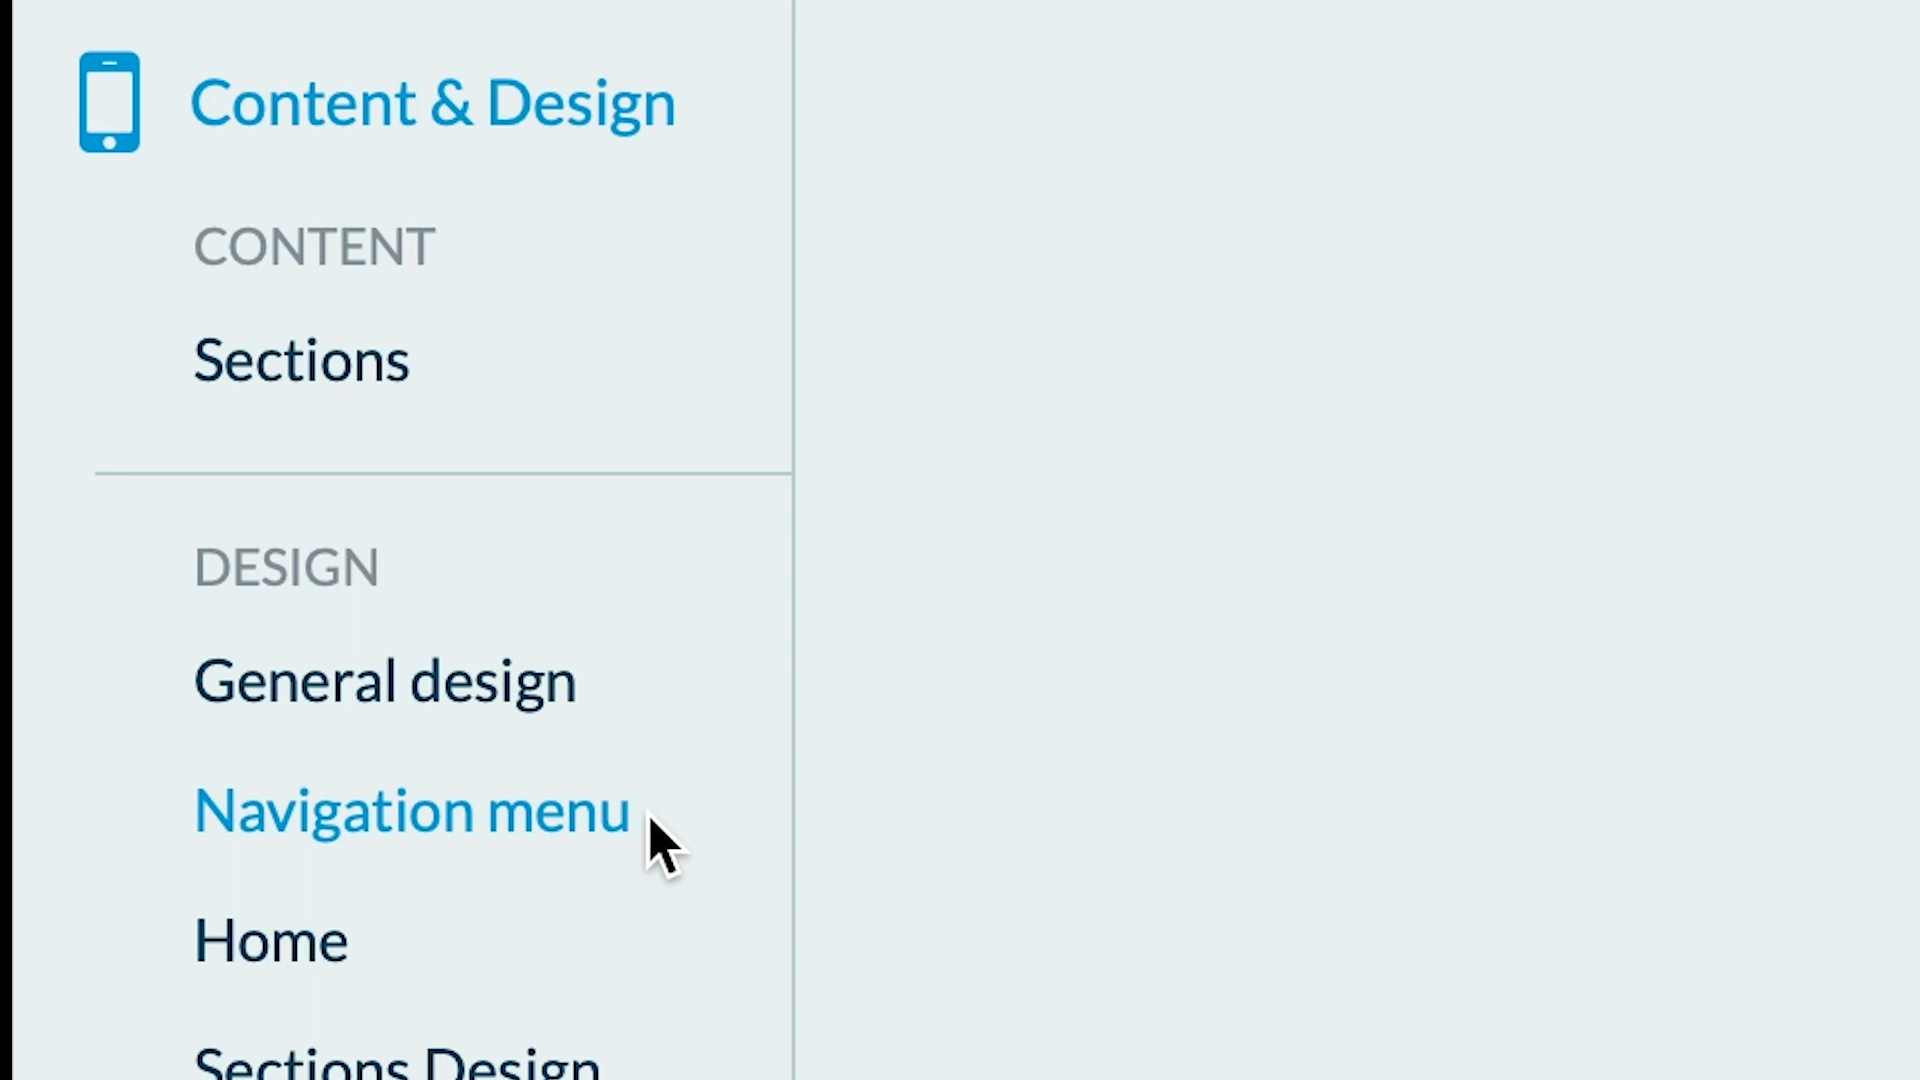 Content & Design
CONTENT
Sections
DESIGN
General design
Navigation menu
Home
Sections Design